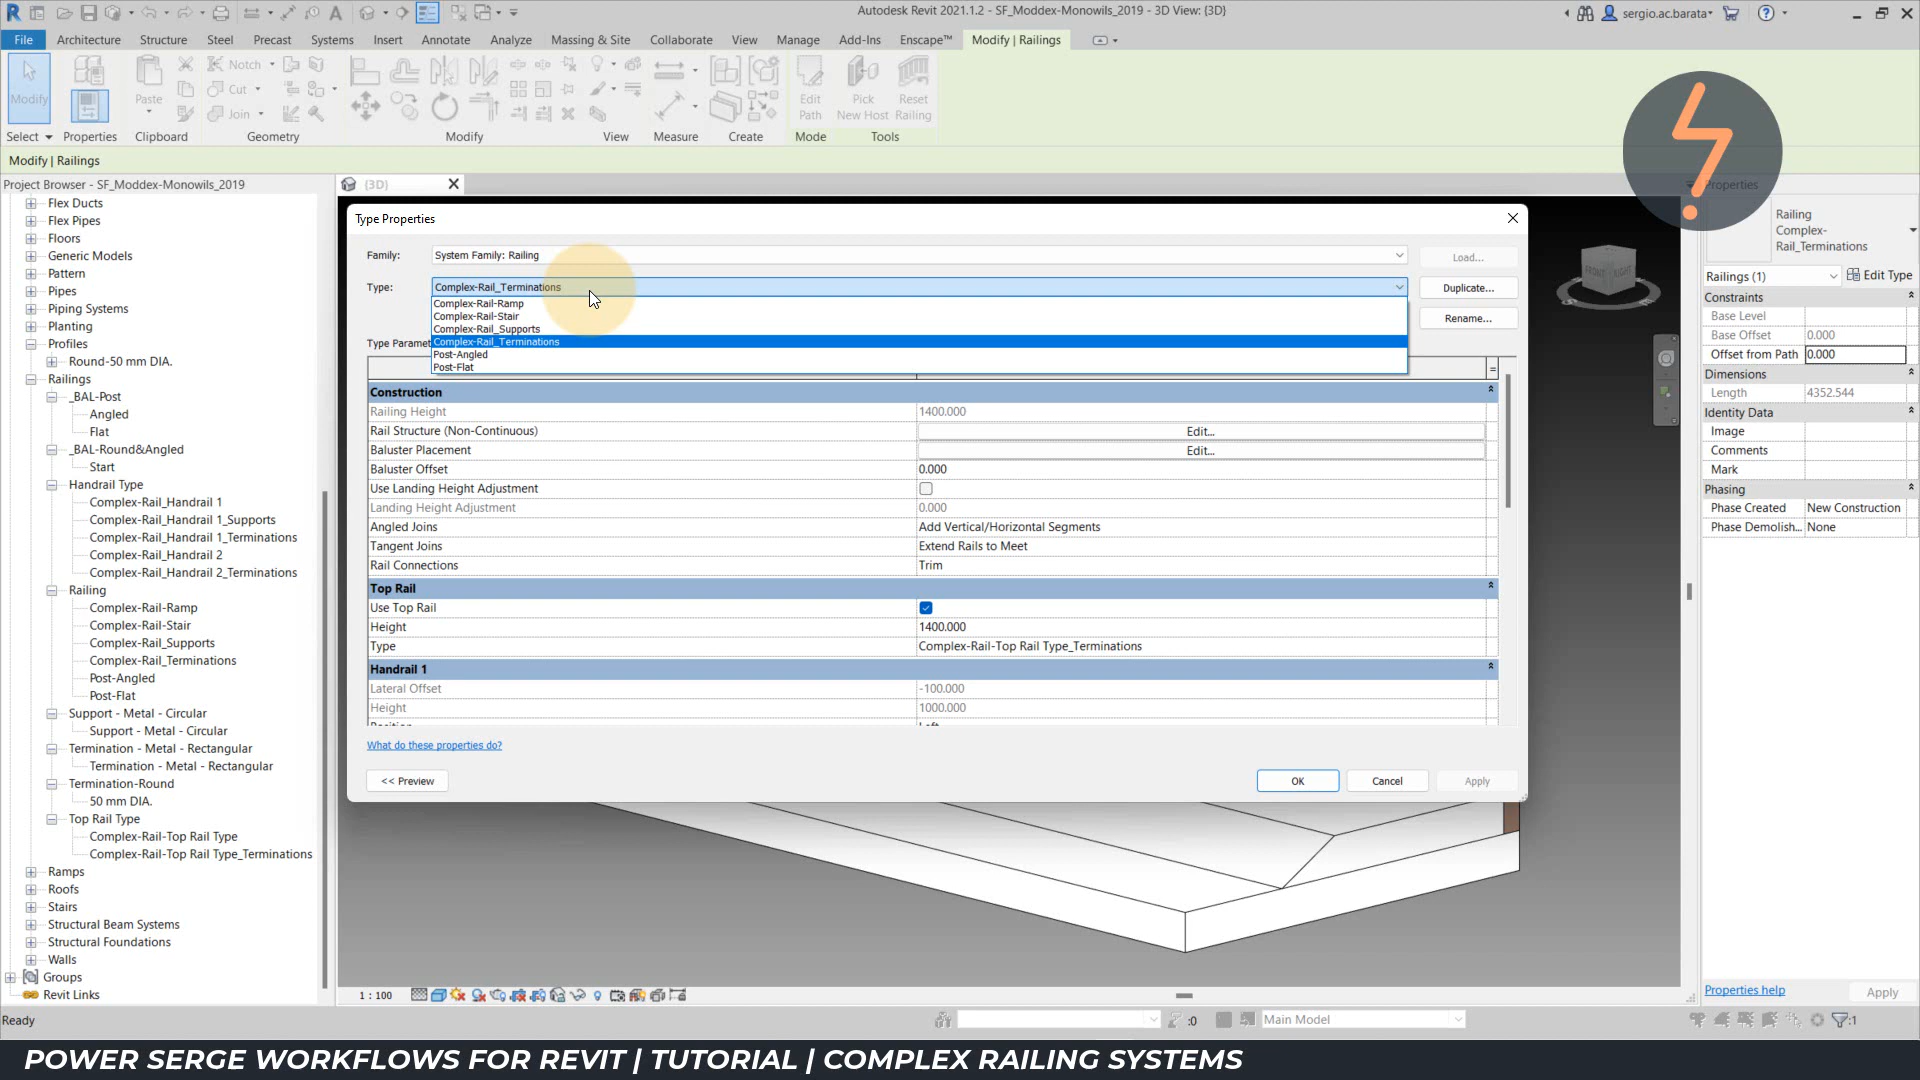 Autodesk Revit 2021.1.2 - SF_Moddex-Monowils_2019 - 3D View: {3D}
sergio.ac.barata
File Architecture Structure Steel Precast Systems Insert Annotate Analyze Massing & Site Collaborate View Manage Add-Ins Enscape™ Modify | Railings
Notch
Cut
Join
Modify
Paste
Edit Path
Pick New Host
Reset Railing
Select Properties Clipboard Geometry Modify View Measure Create Mode Tools
Modify | Railings
Project Browser - SF_Moddex-Monowils_2019
Flex Ducts
Flex Pipes
Floors
Generic Models
Pattern
Pipes
Piping Systems
Planting
Profiles
Round-50 mm DIA.
Railings
_BAL-Post
Angled
Flat
_BAL-Round&Angled
Start
Handrail Type
Complex-Rail_Handrail 1
Complex-Rail_Handrail 1_Supports
Complex-Rail_Handrail 1_Terminations
Complex-Rail_Handrail 2
Complex-Rail_Handrail 2_Terminations
Railing
Complex-Rail-Ramp
Complex-Rail-Stair
Complex-Rail_Supports
Complex-Rail_Terminations
Post-Angled
Post-Flat
Support - Metal - Circular
Support - Metal - Circular
Termination - Metal - Rectangular
Termination - Metal - Rectangular
Termination-Round
50 mm DIA.
Top Rail Type
Complex-Rail-Top Rail Type
Complex-Rail-Top Rail Type_Terminations
Ramps
Roofs
Stairs
Structural Beam Systems
Structural Foundations
Walls
Groups
Revit Links
{3D}
Type Properties
Family: System Family: Railing Load...
Type: Complex-Rail_Terminations Duplicate...
Complex-Rail-Ramp
Complex-Rail-Stair
Complex-Rail_Supports
Complex-Rail_Terminations
Post-Angled
Post-Flat
Rename...
Type Paramet
=
Construction
Railing Height 1400.000
Rail Structure (Non-Continuous) Edit...
Baluster Placement Edit...
Baluster Offset 0.000
Use Landing Height Adjustment
Landing Height Adjustment 0.000
Angled Joins Add Vertical/Horizontal Segments
Tangent Joins Extend Rails to Meet
Rail Connections Trim
Top Rail
Use Top Rail
Height 1400.000
Type Complex-Rail-Top Rail Type_Terminations
Handrail 1
Lateral Offset -100.000
Height 1000.000
Position Left
What do these properties do?
<< Preview OK Cancel Apply
FRONT RIGHT
Properties
Railing
Complex-
Rail_Terminations
Railings (1) Edit Type
Constraints
Base Level
Base Offset 0.000
Offset from Path 0.000
Dimensions
Length 4352.544
Identity Data
Image
Comments
Mark
Phasing
Phase Created New Construction
Phase Demolish... None
Properties help Apply
1 : 100
Ready
:0
Main Model
:1
POWER SERGE WORKFLOWS FOR REVIT | TUTORIAL | COMPLEX RAILING SYSTEMS